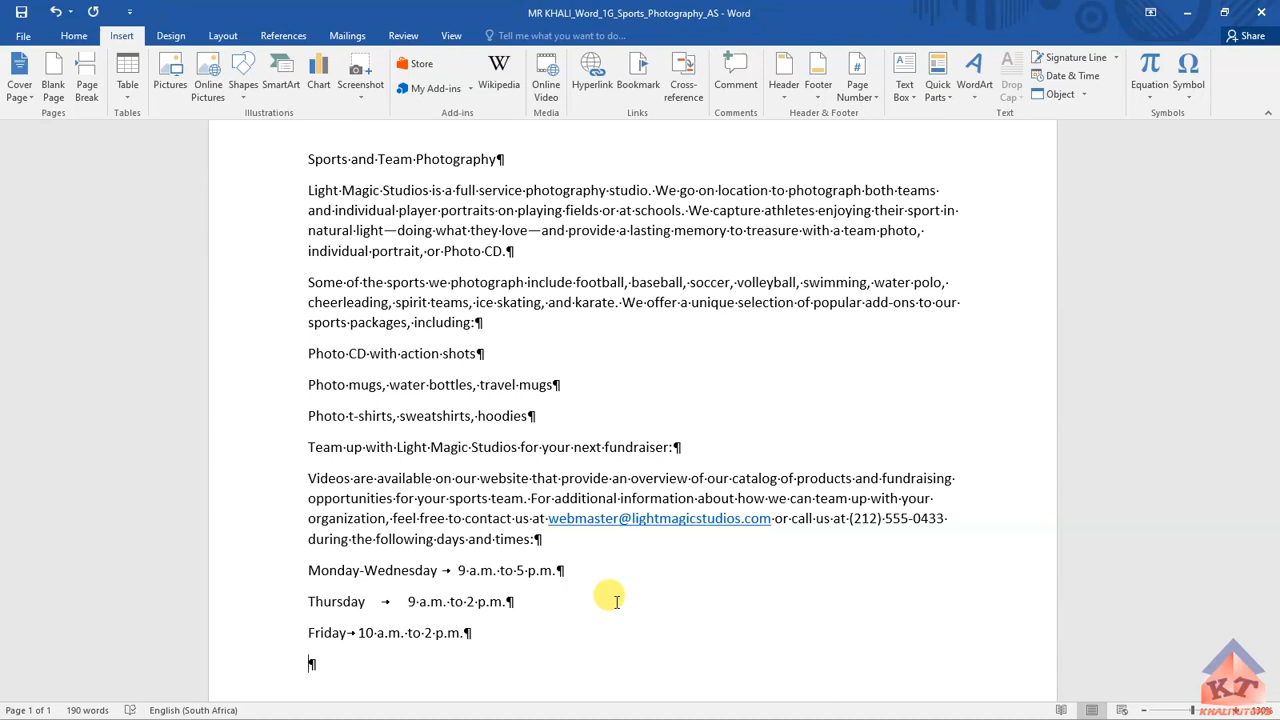 MR KHALI_Word_1G_Sports_Photography_AS - Word
File Home Insert Design Layout References Mailings Review View Tell me what you want to do... Share
Cover Page Blank Page Page Break Table Pictures Online Pictures Shapes SmartArt Chart Screenshot
Store
My Add-ins
Wikipedia Online Video Hyperlink Bookmark Cross-reference Comment Header Footer Page Number Text Box Quick Parts WordArt Drop Cap
Signature Line
Date & Time
Object
Equation Symbol
Pages Tables Illustrations Add-ins Media Links Comments Header & Footer Text Symbols
Sports·and·Team·Photography¶
Light·Magic·Studios·is·a·full·service·photography·studio.·We·go·on·location·to·photograph·both·teams·
and·individual·player·portraits·on·playing·fields·or·at·schools.·We·capture·athletes·enjoying·their·sport·in·
natural·light—doing·what·they·love—and·provide·a·lasting·memory·to·treasure·with·a·team·photo,·
individual·portrait,·or·Photo·CD.¶
Some·of·the·sports·we·photograph·include·football,·baseball,·soccer,·volleyball,·swimming,·water·polo,·
cheerleading,·spirit·teams,·ice·skating,·and·karate.·We·offer·a·unique·selection·of·popular·add-ons·to·our·
sports·packages,·including:¶
Photo·CD·with·action·shots¶
Photo·mugs,·water·bottles,·travel·mugs¶
Photo·t-shirts,·sweatshirts,·hoodies¶
Team·up·with·Light·Magic·Studios·for·your·next·fundraiser:¶
Videos·are·available·on·our·website·that·provide·an·overview·of·our·catalog·of·products·and·fundraising·
opportunities·for·your·sports·team.·For·additional·information·about·how·we·can·team·up·with·your·
organization,·feel·free·to·contact·us·at·webmaster@lightmagicstudios.com·or·call·us·at·(212)·555-0433·
during·the·following·days·and·times:¶
Monday-Wednesday → 9·a.m.·to·5·p.m.¶
Thursday → 9·a.m.·to·2·p.m.¶
Friday→10·a.m.·to·2·p.m.¶
¶
KT
KHALITUTOR
Page 1 of 1 190 words English (South Africa)